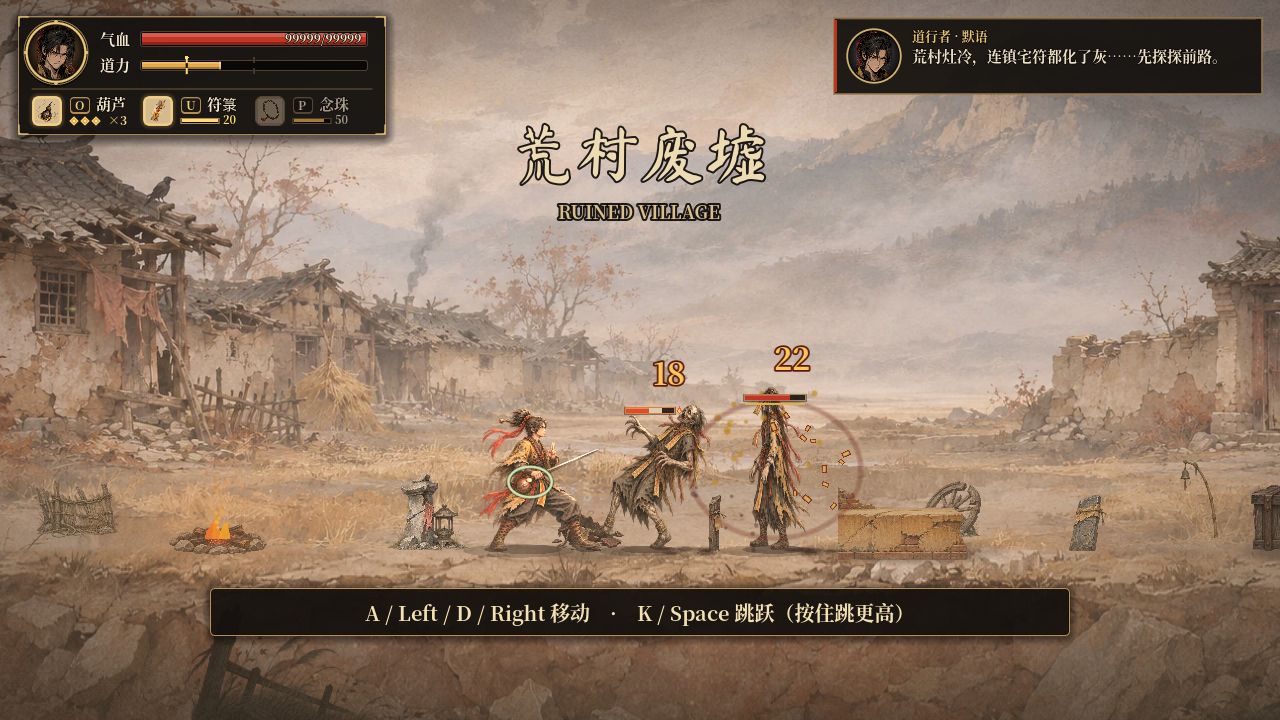 气血 99999/99999
道力
O 葫芦 ×3
U 符箓 20
P 念珠 50
道行者·默语
荒村灶冷，连镇宅符都化了灰……先探探前路。
荒村废墟
RUINED VILLAGE
18
22
A / Left / D / Right 移动 · K / Space 跳跃（按住跳更高）